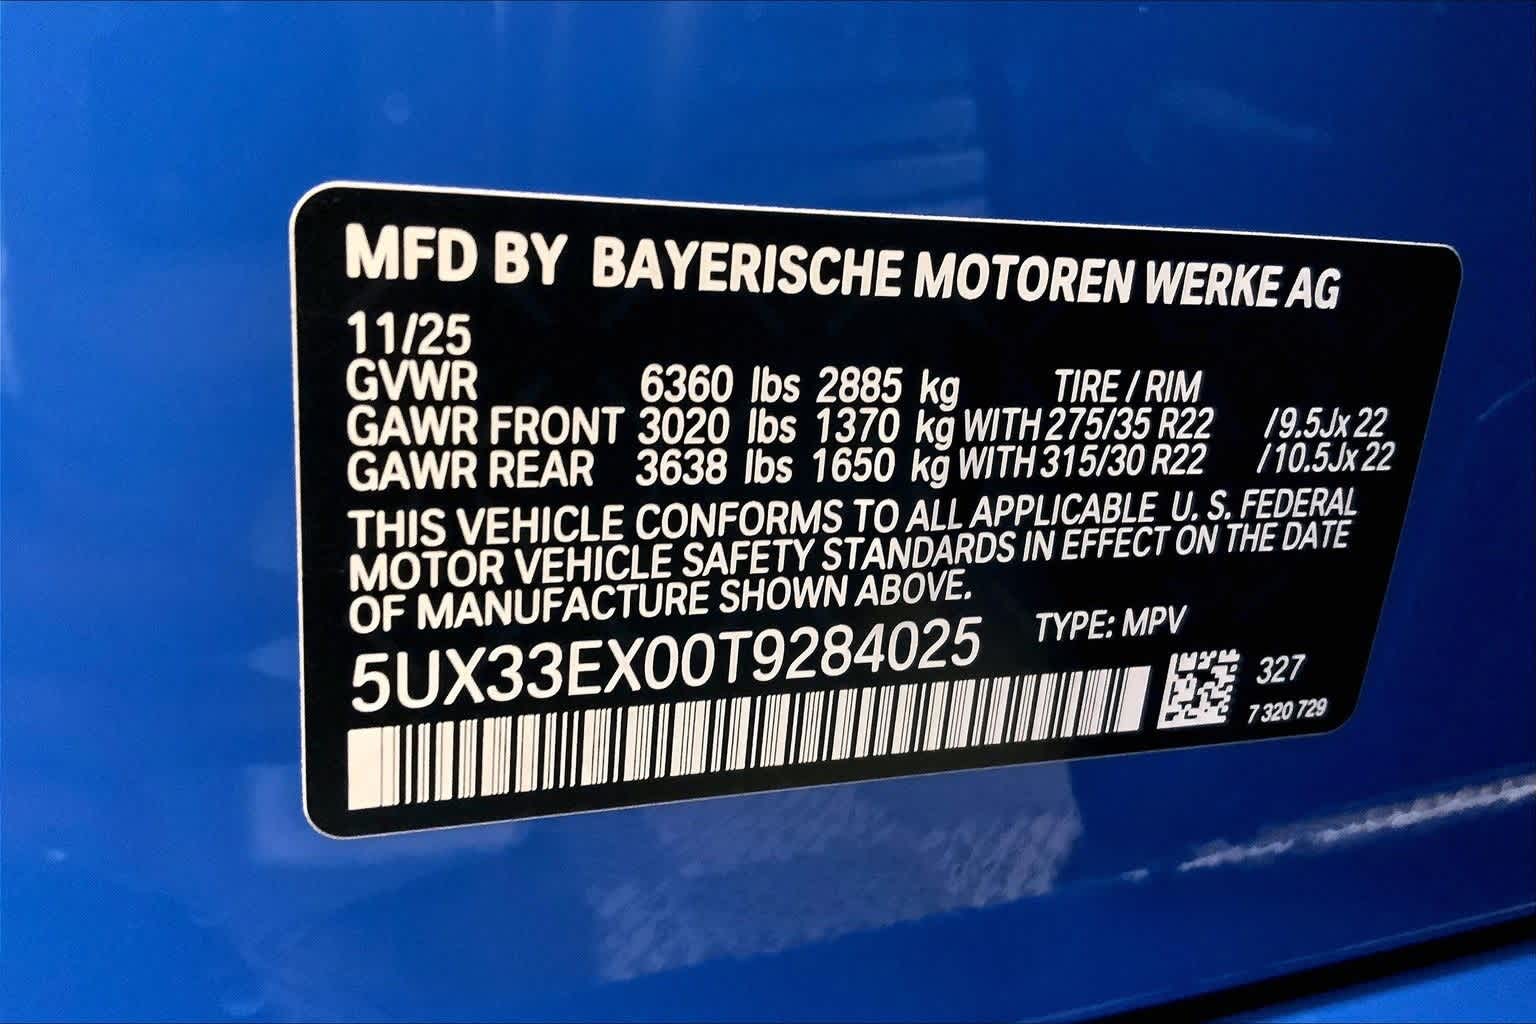 MFD BY BAYERISCHE MOTOREN WERKE AG
11/25
GVWR 6360 lbs 2885 kg TIRE / RIM
GAWR FRONT 3020 lbs 1370 kg WITH 275/35 R22 /9.5Jx22
GAWR REAR 3638 lbs 1650 kg WITH 315/30 R22 /10.5Jx22
THIS VEHICLE CONFORMS TO ALL APPLICABLE U. S. FEDERAL
MOTOR VEHICLE SAFETY STANDARDS IN EFFECT ON THE DATE
OF MANUFACTURE SHOWN ABOVE.
5UX33EX00T9284025 TYPE: MPV
327
7 320 729